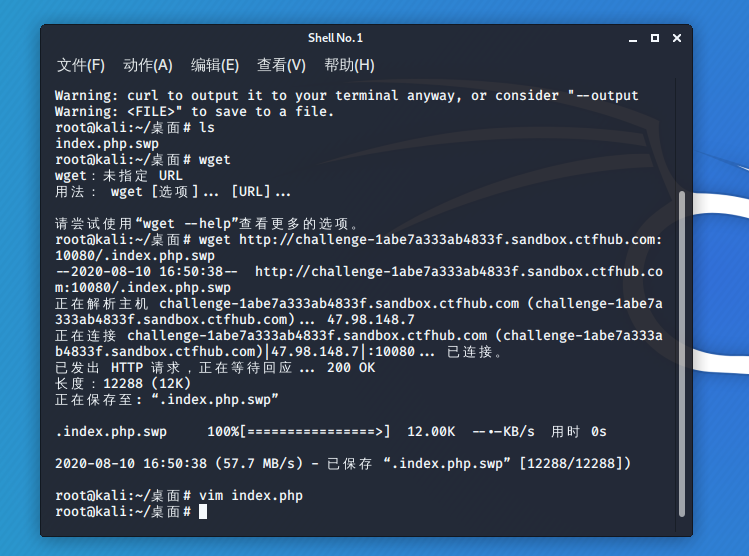 Shell No.1
文件(F) 动作(A) 编辑(E) 查看(V) 帮助(H)
Warning: curl to output it to your terminal anyway, or consider "--output
Warning: <FILE>" to save to a file.
root@kali:~/桌面# ls
index.php.swp
root@kali:~/桌面# wget
wget：未指定 URL
用法： wget [选项]... [URL]...
请尝试使用“wget --help”查看更多的选项。
root@kali:~/桌面# wget http://challenge-1abe7a333ab4833f.sandbox.ctfhub.com:
10080/.index.php.swp
--2020-08-10 16:50:38--  http://challenge-1abe7a333ab4833f.sandbox.ctfhub.co
m:10080/.index.php.swp
正在解析主机 challenge-1abe7a333ab4833f.sandbox.ctfhub.com (challenge-1abe7a
333ab4833f.sandbox.ctfhub.com)... 47.98.148.7
正在连接 challenge-1abe7a333ab4833f.sandbox.ctfhub.com (challenge-1abe7a333a
b4833f.sandbox.ctfhub.com)|47.98.148.7|:10080... 已连接。
已发出 HTTP 请求，正在等待回应... 200 OK
长度：12288 (12K)
正在保存至: “.index.php.swp”
.index.php.swp     100%[================>]  12.00K  --.-KB/s  用时 0s
2020-08-10 16:50:38 (57.7 MB/s) - 已保存 “.index.php.swp” [12288/12288])
root@kali:~/桌面# vim index.php
root@kali:~/桌面#